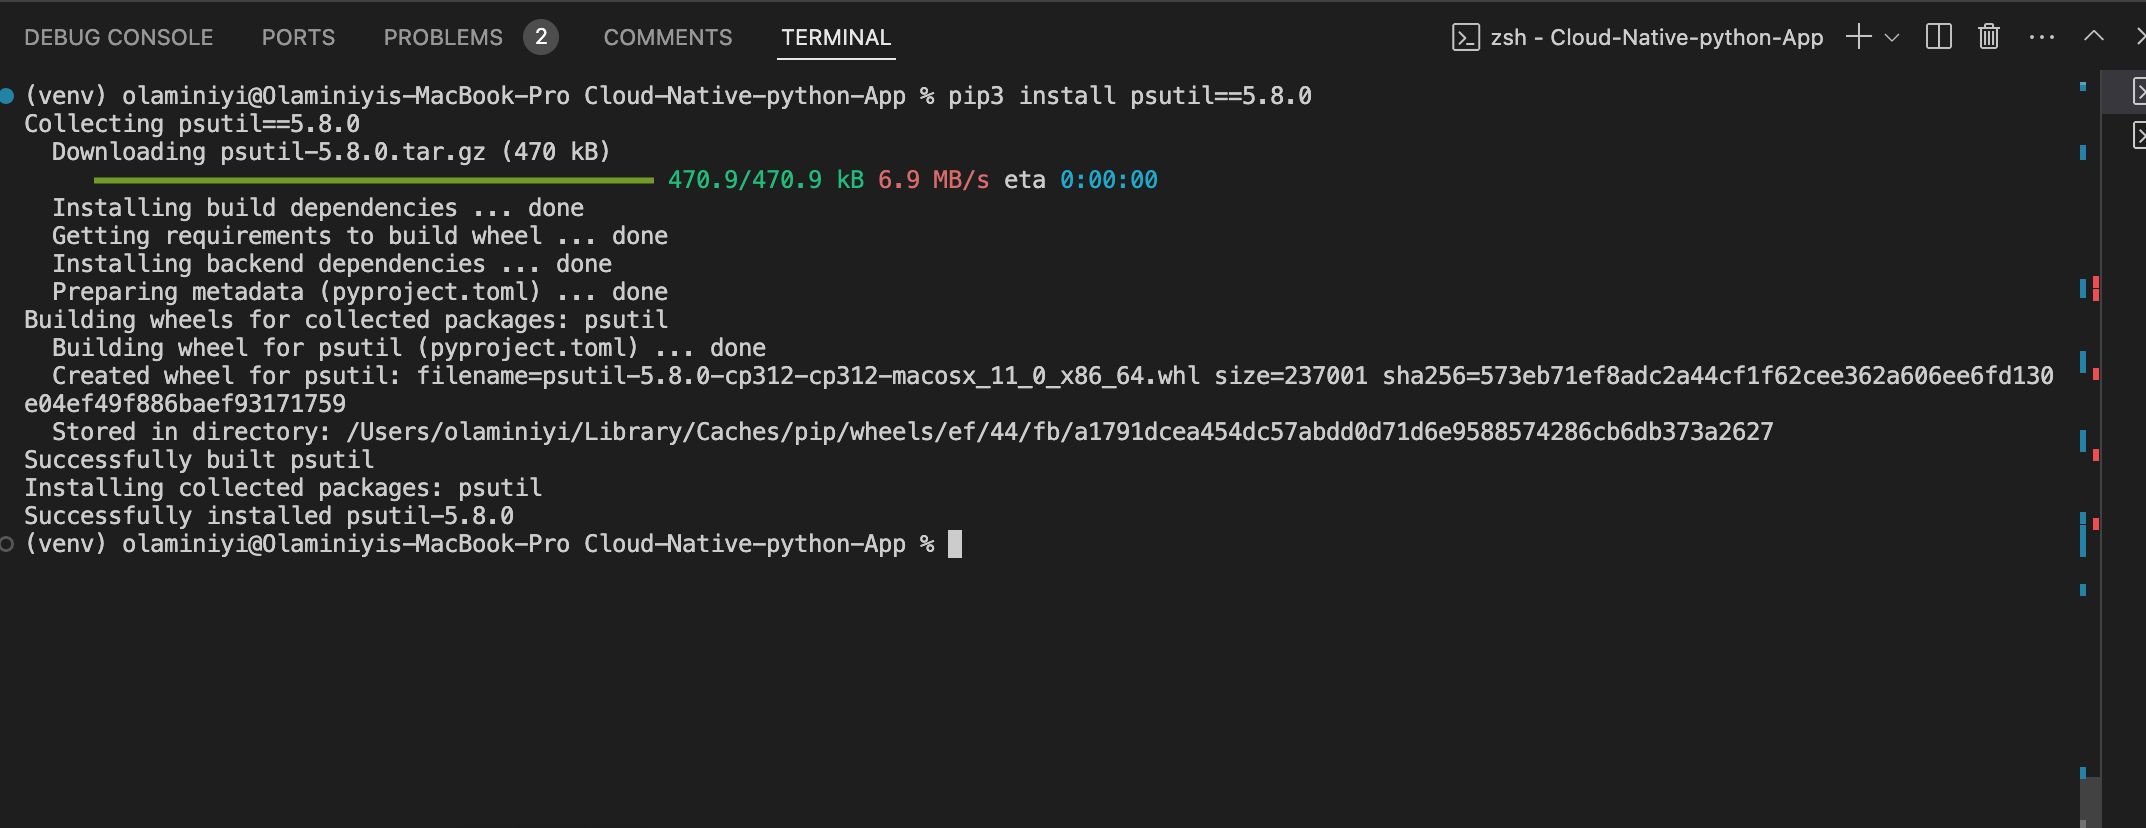 DEBUG CONSOLE PORTS PROBLEMS 2 COMMENTS TERMINAL zsh - Cloud-Native-python-App
(venv) olaminiyi@Olaminiyis-MacBook-Pro Cloud-Native-python-App % pip3 install psutil==5.8.0
Collecting psutil==5.8.0
Downloading psutil-5.8.0.tar.gz (470 kB)
470.9/470.9 kB 6.9 MB/s eta 0:00:00
Installing build dependencies ... done
Getting requirements to build wheel ... done
Installing backend dependencies ... done
Preparing metadata (pyproject.toml) ... done
Building wheels for collected packages: psutil
Building wheel for psutil (pyproject.toml) ... done
Created wheel for psutil: filename=psutil-5.8.0-cp312-cp312-macosx_11_0_x86_64.whl size=237001 sha256=573eb71ef8adc2a44cf1f62cee362a606ee6fd130
e04ef49f886baef93171759
Stored in directory: /Users/olaminiyi/Library/Caches/pip/wheels/ef/44/fb/a1791dcea454dc57abdd0d71d6e9588574286cb6db373a2627
Successfully built psutil
Installing collected packages: psutil
Successfully installed psutil-5.8.0
(venv) olaminiyi@Olaminiyis-MacBook-Pro Cloud-Native-python-App %